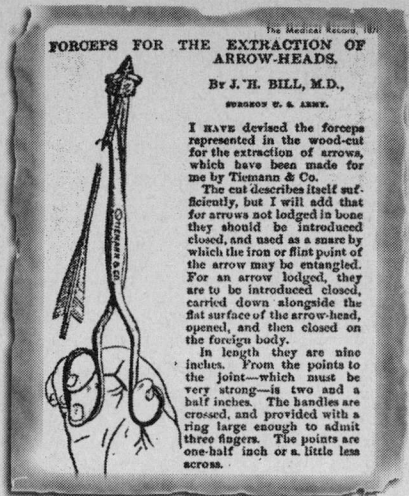 The Medical Record, 187
FORCEPS FOR THE EXTRACTION OF
ARROW-HEADS.
BY J. H. BILL, M.D.,
SURGEON U. S. ARMY.
I HAVE devised the forceps
represented in the wood-cut
for the extraction of arrows,
which have been made for
me by Tiemann & Co.
The cut describes itself suf-
ficiently, but I will add that
for arrows not lodged in bone
they should be introduced
closed, and used as a snare by
which the iron or flint point of
the arrow may be entangled.
For an arrow lodged, they
are to be introduced closed,
carried down alongside the
flat surface of the arrow-head,
opened, and then closed on
the foreign body.
In length they are nine
inches. From the points to
the joint—which must be
very strong—is two and a
half inches. The handles are
crossed, and provided with a
ring large enough to admit
three fingers. The points are
one-half inch or a little less
across.
TIEMANN & CO